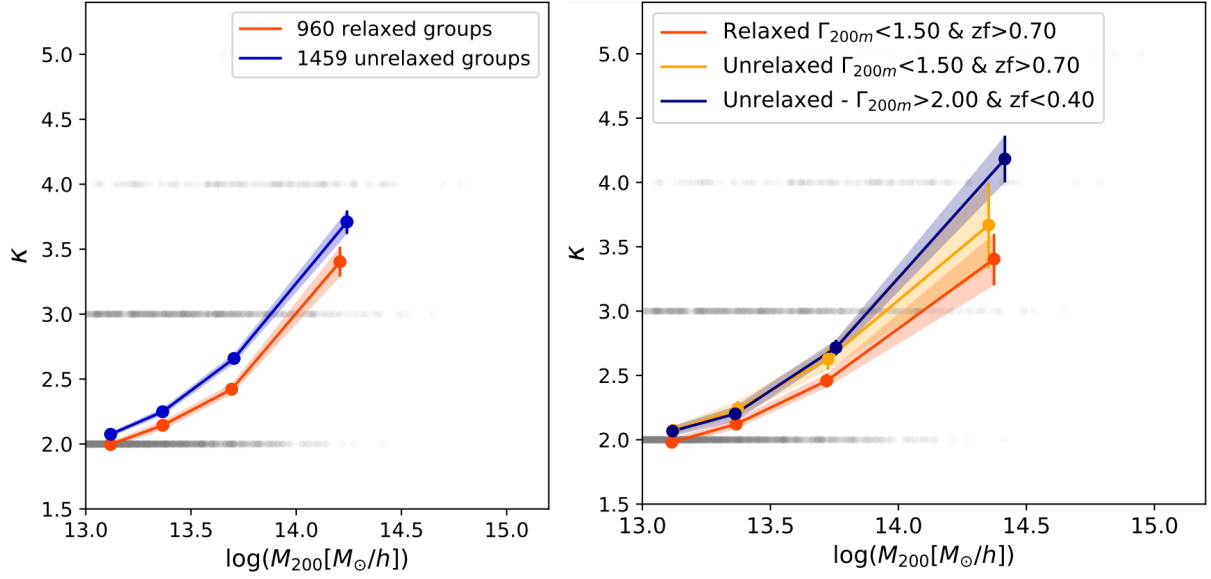 5.0
4.5
4.0
3.5
3.0
2.5
2.0
1.5
κ
960 relaxed groups
1459 unrelaxed groups
13.0 13.5 14.0 14.5 15.0
log(M₂₀₀[M⊙/h])
5.0
4.5
4.0
3.5
3.0
2.5
2.0
1.5
κ
Relaxed Γ₂₀₀ₘ<1.50 & zf>0.70
Unrelaxed Γ₂₀₀ₘ<1.50 & zf>0.70
Unrelaxed - Γ₂₀₀ₘ>2.00 & zf<0.40
13.0 13.5 14.0 14.5 15.0
log(M₂₀₀[M⊙/h])